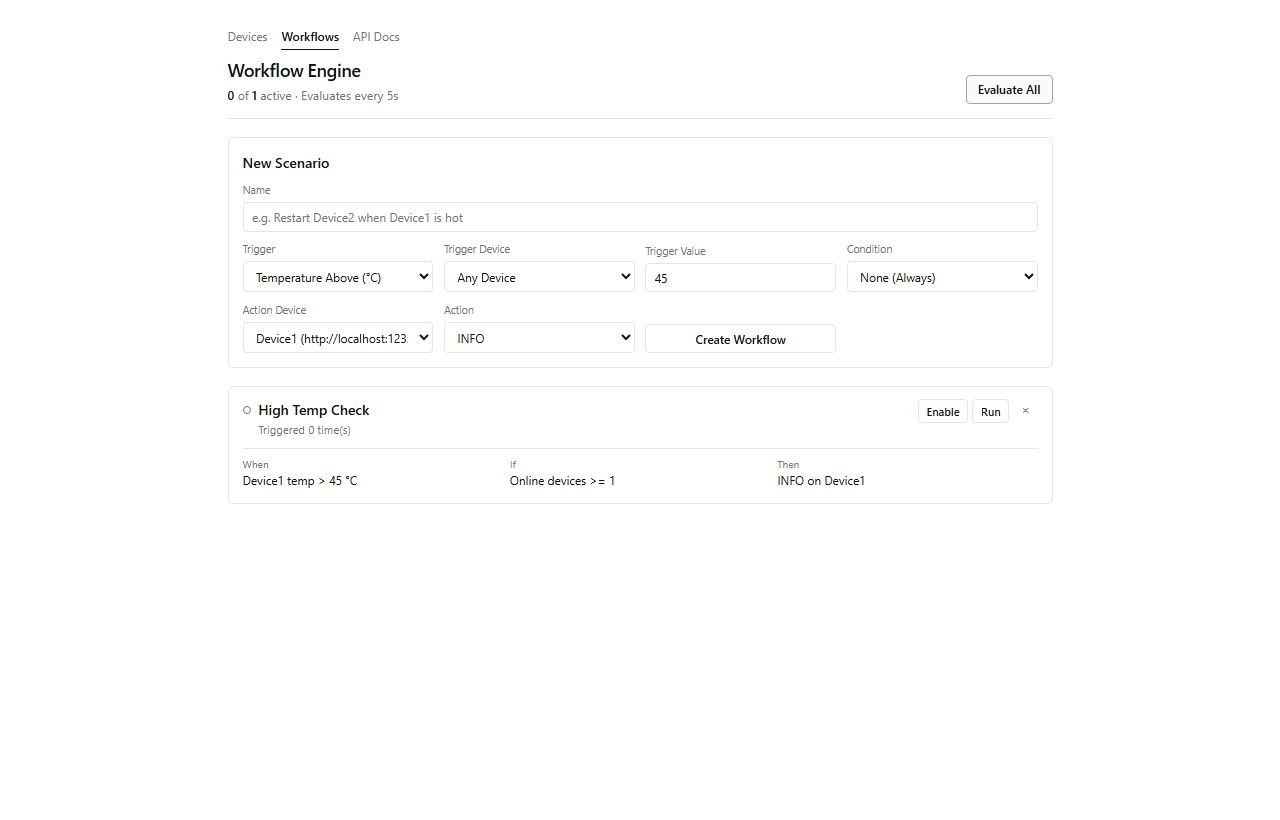 Devices Workflows API Docs
Workflow Engine
0 of 1 active · Evaluates every 5s
Evaluate All
New Scenario
Name
e.g. Restart Device2 when Device1 is hot
Trigger Trigger Device Trigger Value Condition
Temperature Above (°C) Any Device 45 None (Always)
Action Device Action
Device1 (http://localhost:123 INFO Create Workflow
High Temp Check Enable Run ×
Triggered 0 time(s)
When If Then
Device1 temp > 45 °C Online devices >= 1 INFO on Device1